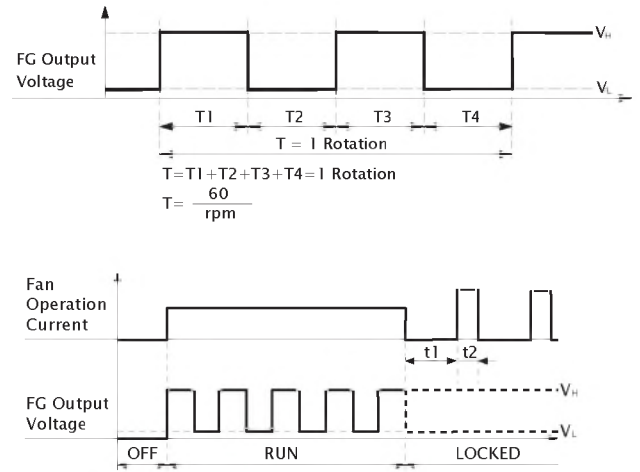 FG Output
Voltage
VH
VL
T1 T2 T3 T4
T = 1 Rotation
T=T1+T2+T3+T4=1 Rotation
T= 60
rpm
Fan
Operation
Current
t1 t2
FG Output
Voltage
VH
VL
OFF RUN LOCKED